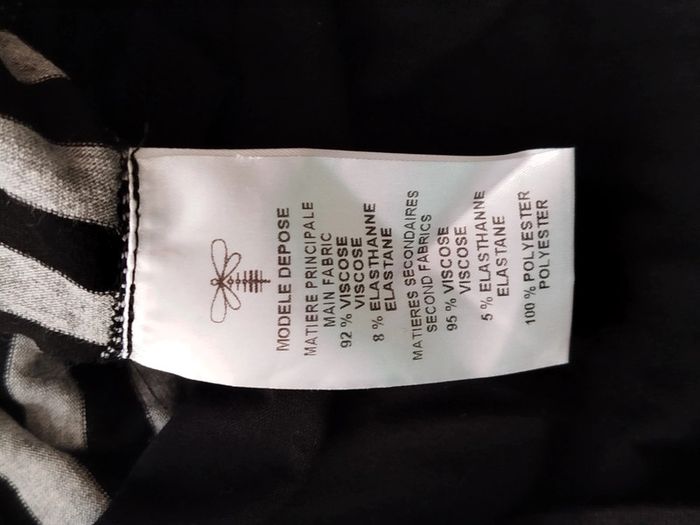 MODELE DEPOSE
MATIERE PRINCIPALE
MAIN FABRIC
92 % VISCOSE
VISCOSE
8 % ELASTHANNE
ELASTANE
MATIERES SECONDAIRES
SECOND FABRICS
95 % VISCOSE
VISCOSE
5 % ELASTHANNE
ELASTANE
100 % POLYESTER
POLYESTER